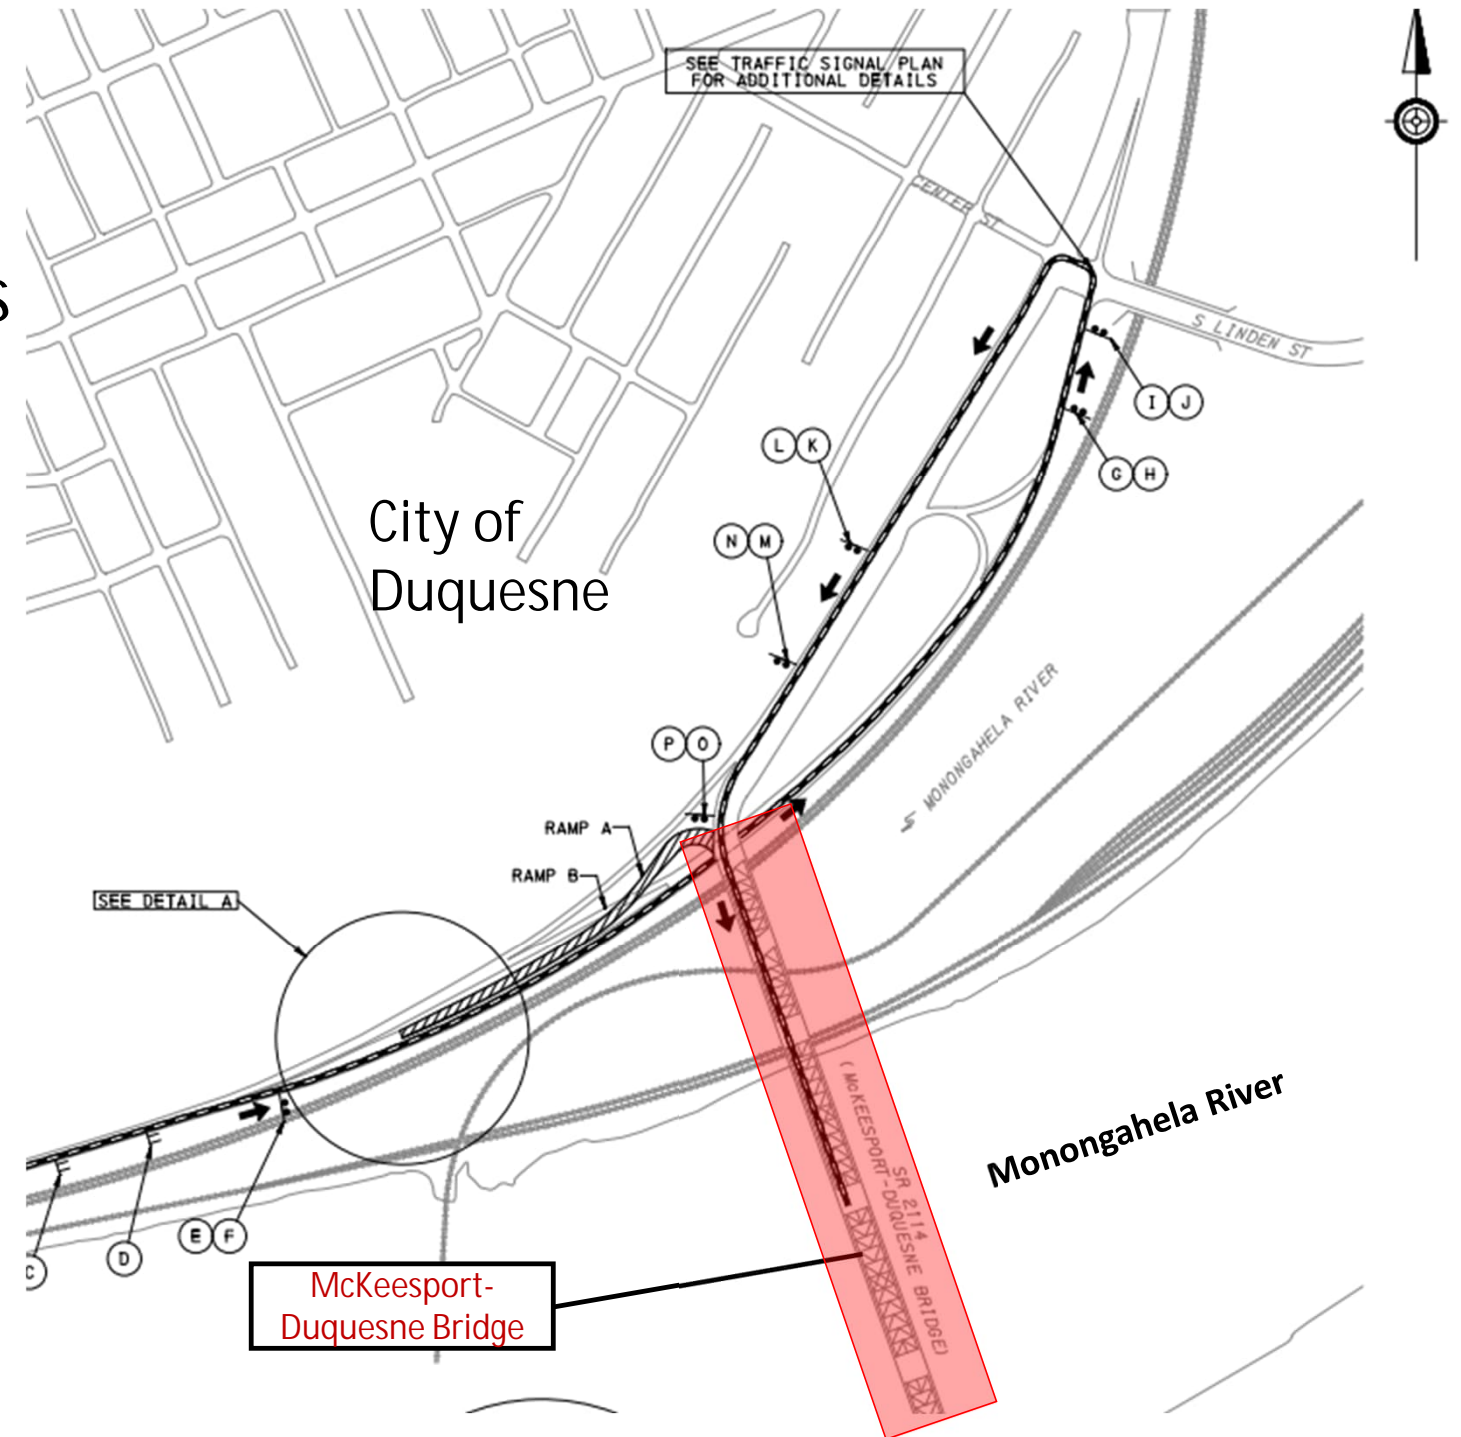 SEE TRAFFIC SIGNAL PLAN
FOR ADDITIONAL DETAILS
CENTER ST
S
S LINDEN ST
I J
L K
G H
City of
Duquesne
N M
MONONGAHELA RIVER
P O
RAMP A
RAMP B
SEE DETAIL A
Monongahela River
(McKEESPORT-DUQUESNE BRIDGE)
SR 2114
E F
D
C
McKeesport-
Duquesne Bridge